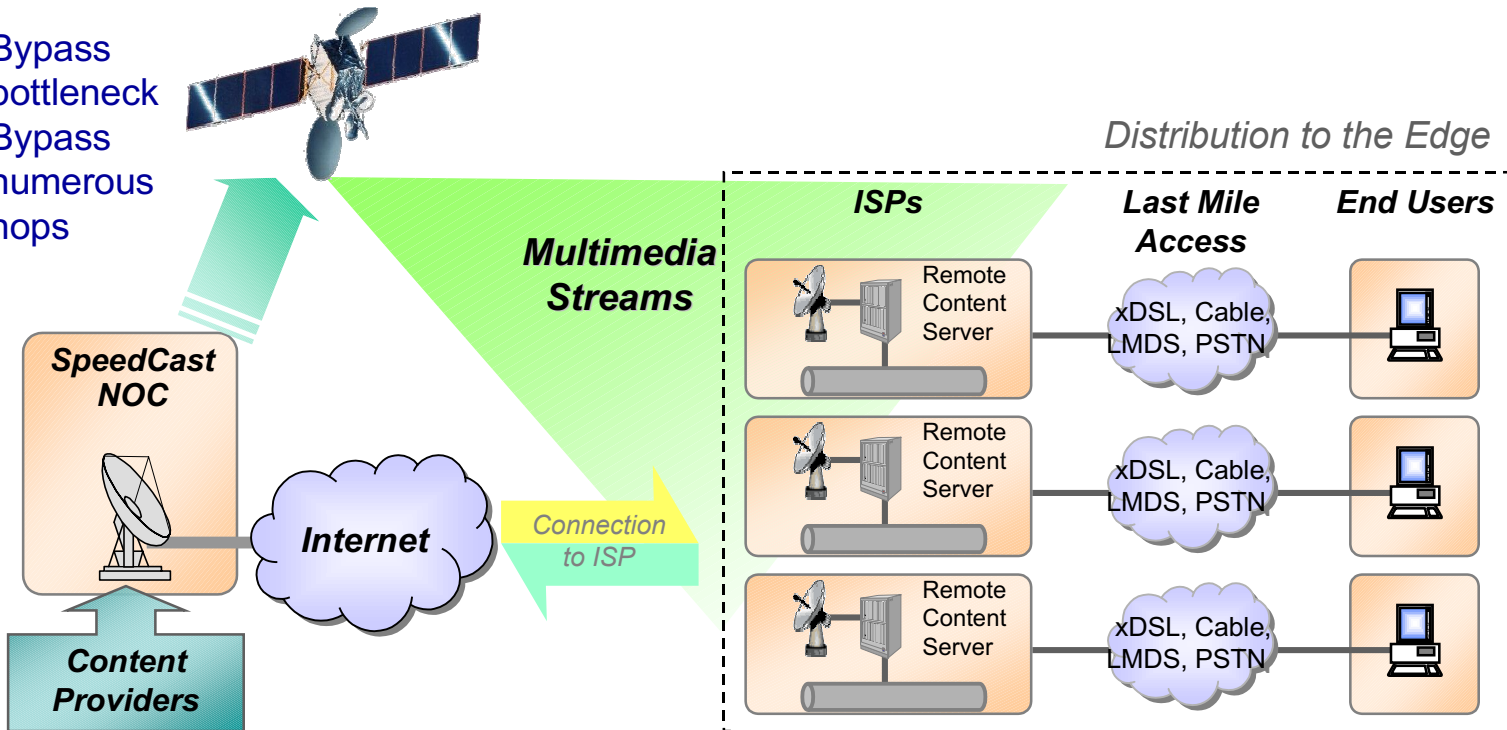 Bypass
bottleneck
Bypass
numerous
hops
Distribution to the Edge
ISPs
Last Mile
Access
End Users
Multimedia
Streams
Remote
Content
Server
xDSL, Cable,
LMDS, PSTN
SpeedCast
NOC
Remote
Content
Server
xDSL, Cable,
LMDS, PSTN
Internet
Connection
to ISP
Remote
Content
Server
xDSL, Cable,
LMDS, PSTN
Content
Providers